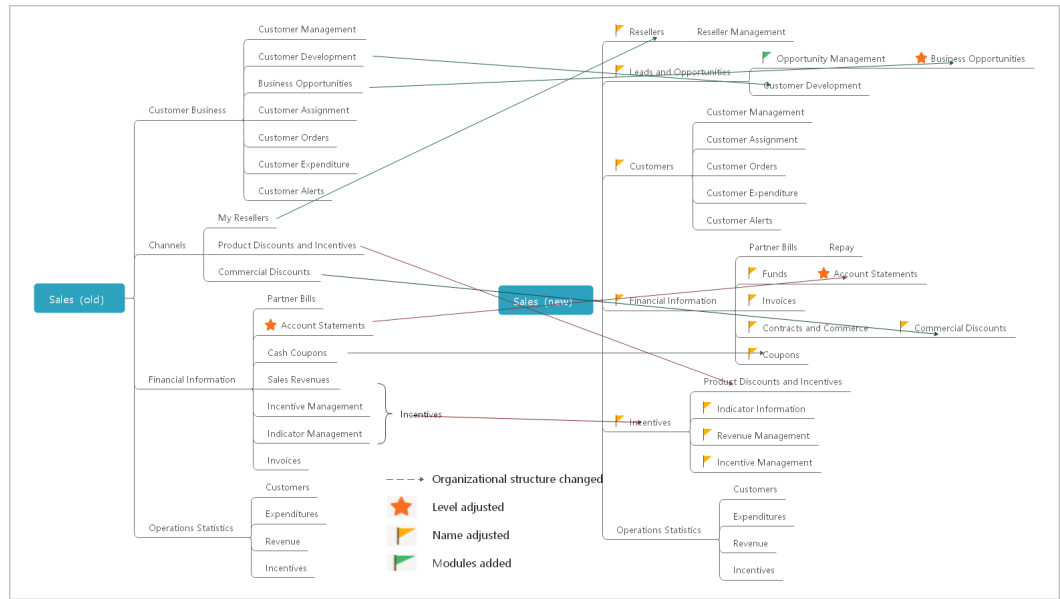 Sales (old)
Customer Business
Customer Management
Customer Development
Business Opportunities
Customer Assignment
Customer Orders
Customer Expenditure
Customer Alerts
Channels
My Resellers
Product Discounts and Incentives
Commercial Discounts
Financial Information
Partner Bills
Account Statements
Cash Coupons
Sales Revenues
Incentive Management
Indicator Management
Incentives
Invoices
Operations Statistics
Customers
Expenditures
Revenue
Incentives
Sales (new)
Resellers
Reseller Management
Leads and Opportunities
Opportunity Management
Business Opportunities
Customer Development
Customers
Customer Management
Customer Assignment
Customer Orders
Customer Expenditure
Customer Alerts
Financial Information
Partner Bills
Repay
Funds
Account Statements
Invoices
Contracts and Commerce
Commercial Discounts
Coupons
Incentives
Product Discounts and Incentives
Indicator Information
Revenue Management
Incentive Management
Operations Statistics
Customers
Expenditures
Revenue
Incentives
Organizational structure changed
Level adjusted
Name adjusted
Modules added